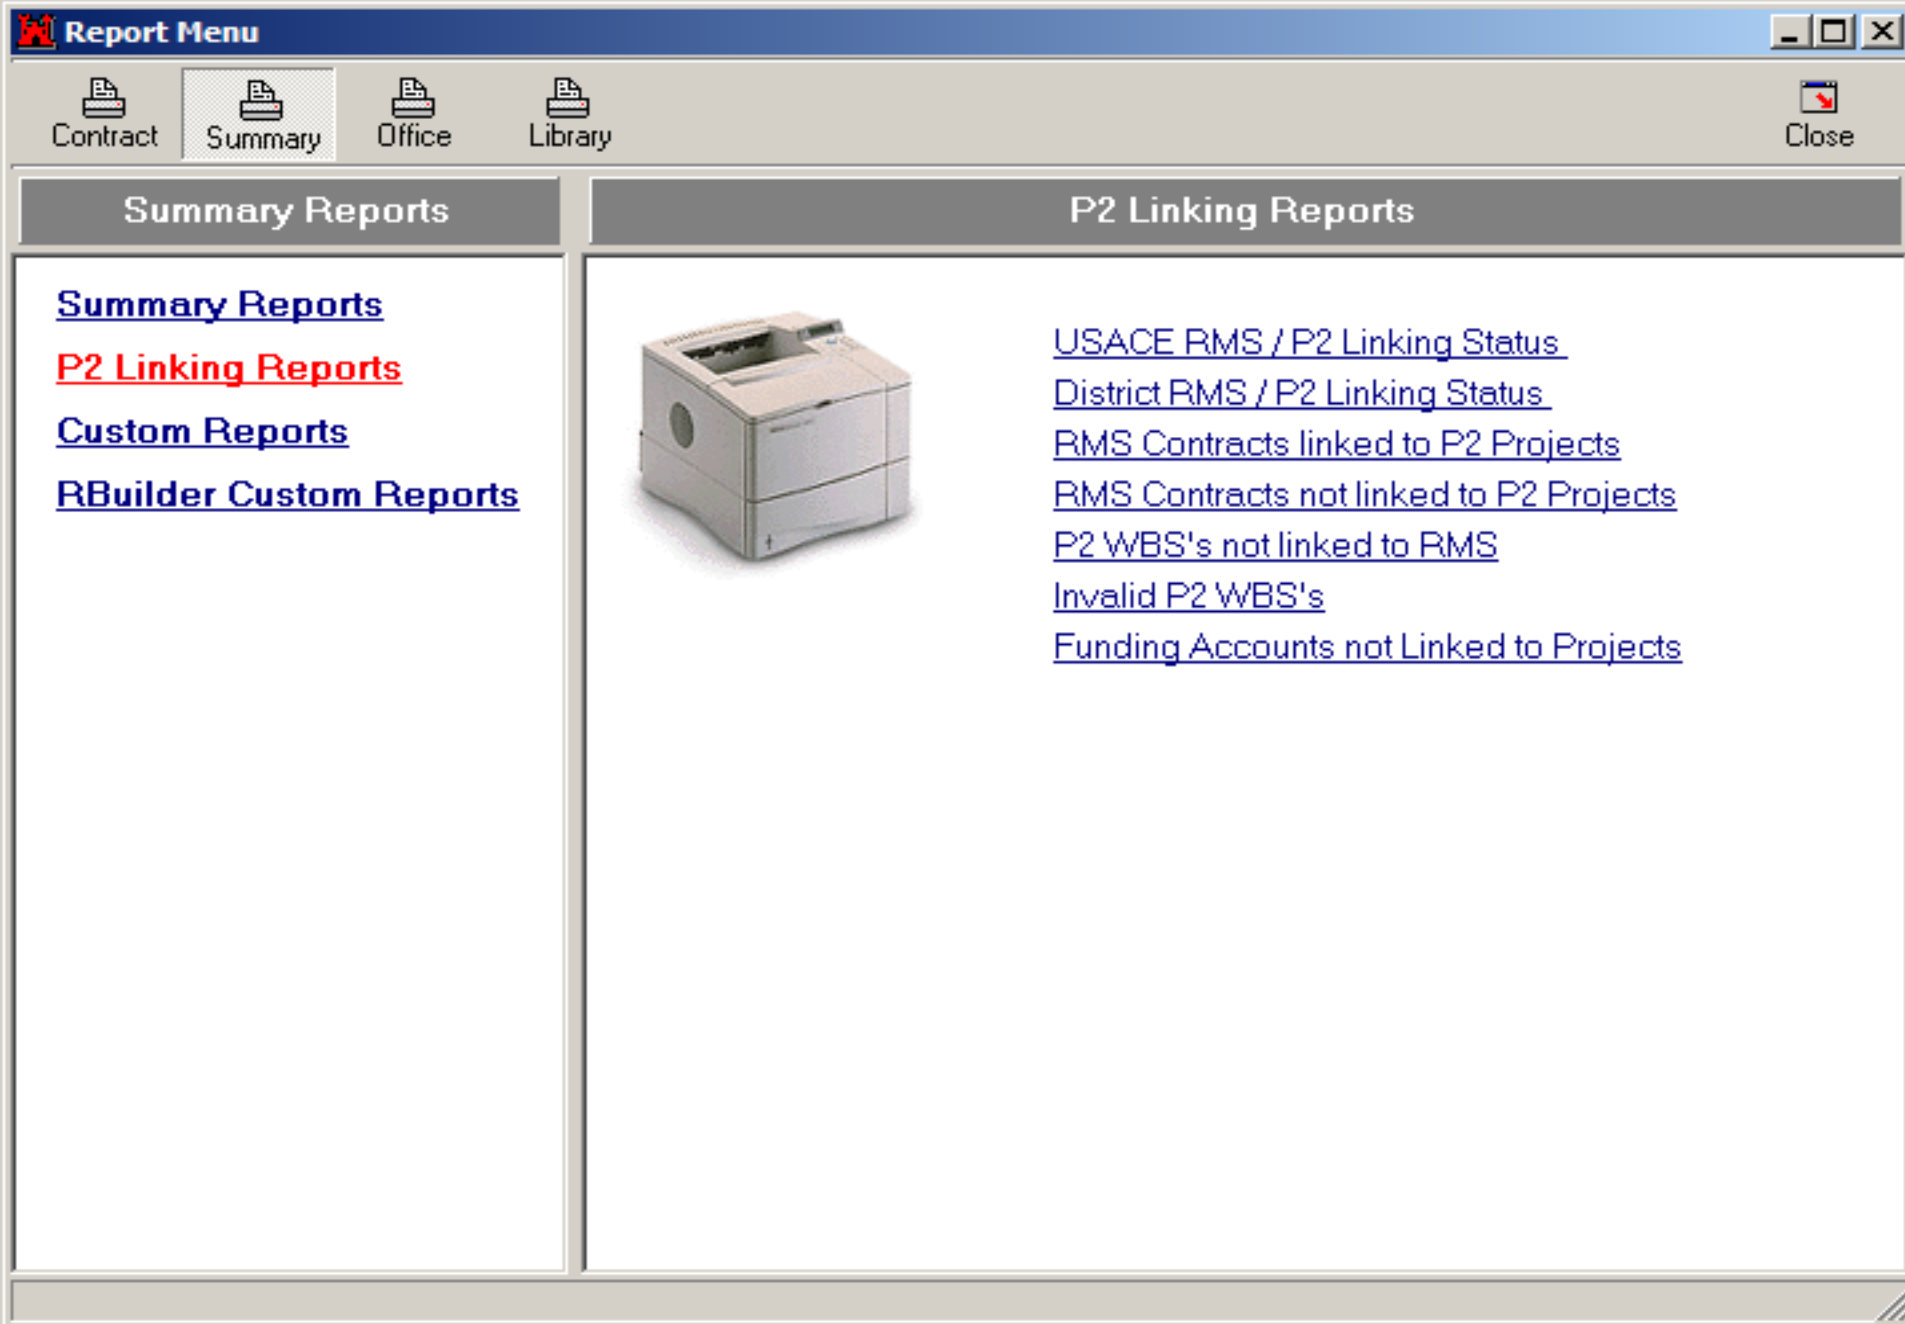 Report Menu
Contract
Summary
Office
Library
Close
Summary Reports
P2 Linking Reports
Summary Reports
P2 Linking Reports
Custom Reports
RBuilder Custom Reports
USACE RMS / P2 Linking Status
District RMS / P2 Linking Status
RMS Contracts linked to P2 Projects
RMS Contracts not linked to P2 Projects
P2 WBS's not linked to RMS
Invalid P2 WBS's
Funding Accounts not Linked to Projects